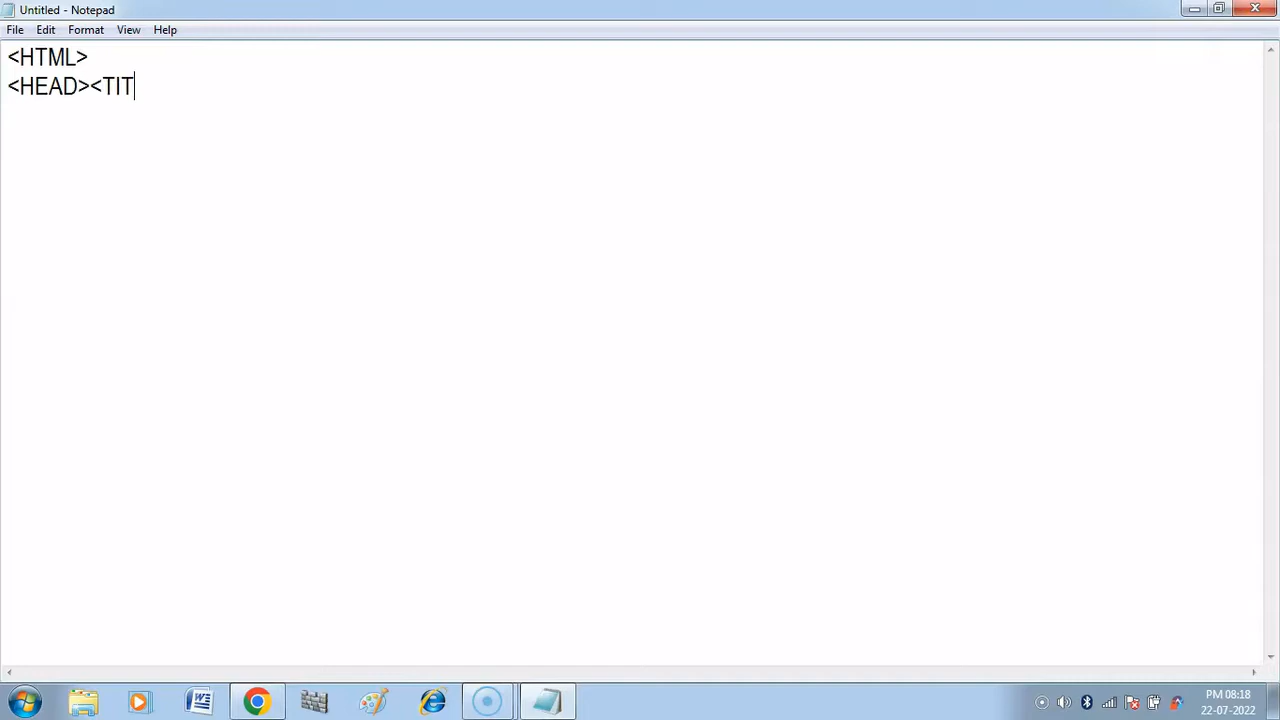 Untitled - Notepad
File Edit Format View Help
<HTML>
<HEAD><TIT
PM 08:18
22-07-2022